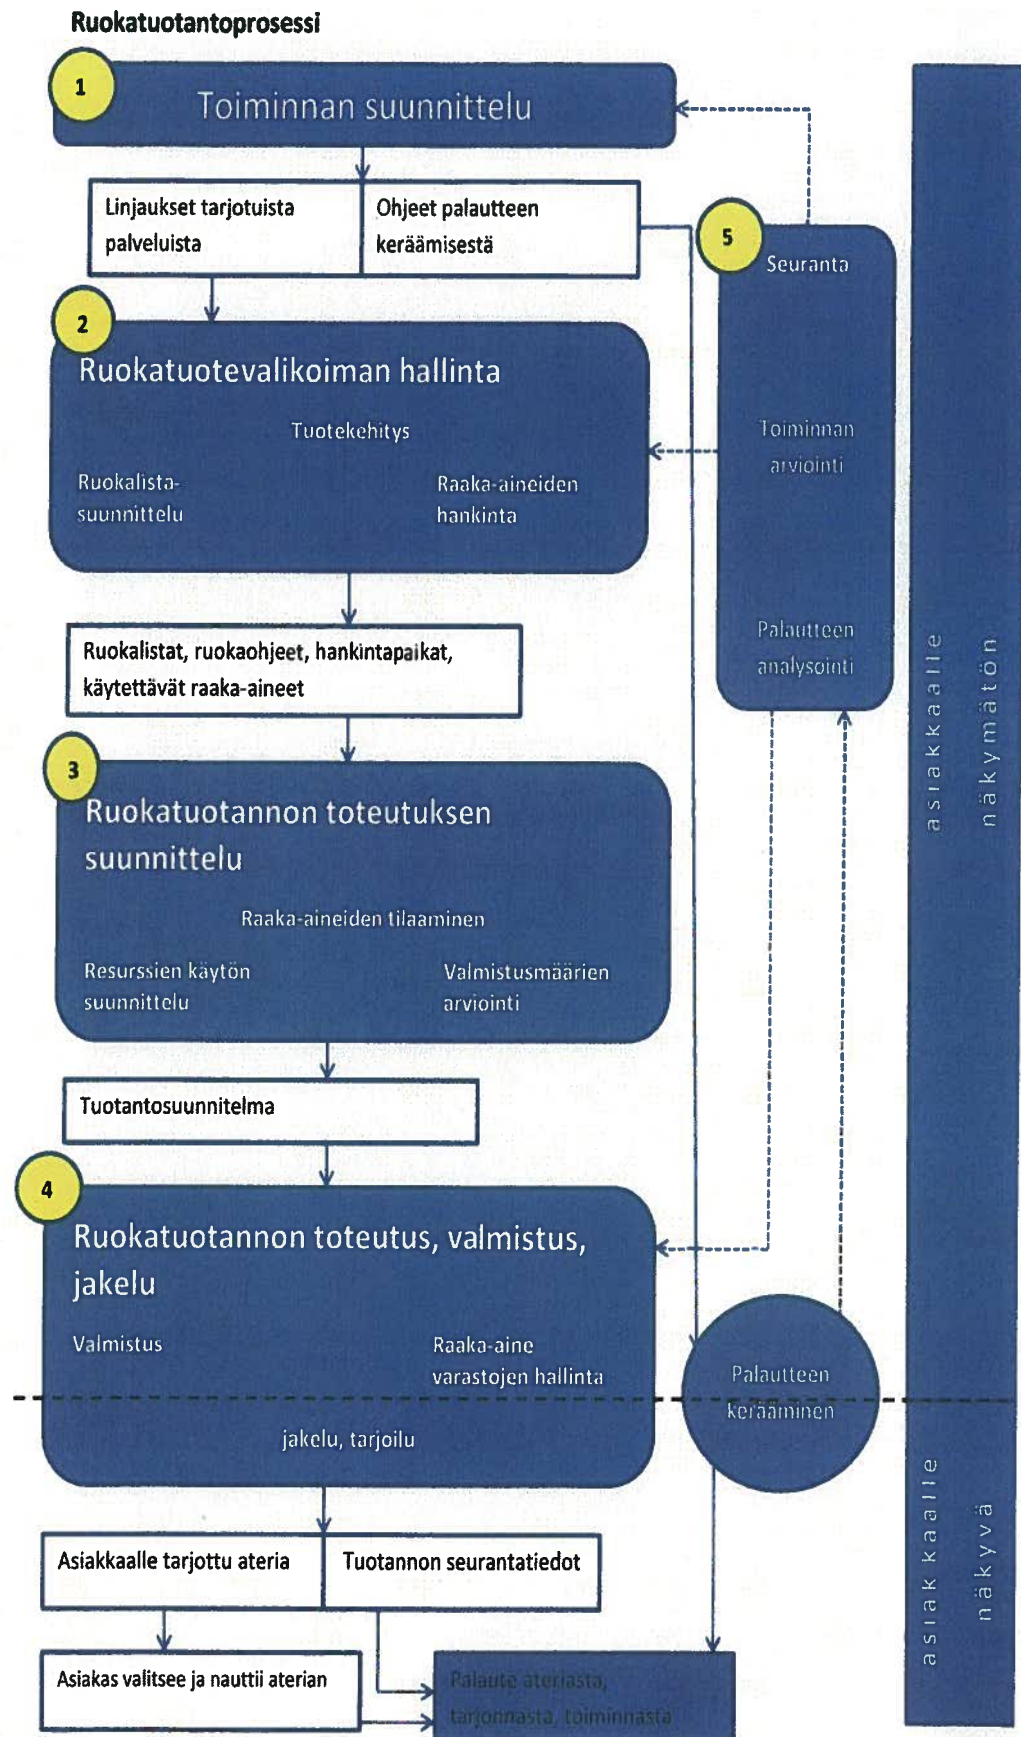 Ruokatuotantoprosessi
1
Toiminnan suunnittelu
Linjaukset tarjotuista
palveluista
Ohjeet palautteen
keräämisestä
5
Seuranta
Toiminnan
arviointi
Palautteen
analysointi
2
Ruokatuotevalikoiman hallinta
Tuotekehitys
Ruokalista-
suunnittelu
Raaka-aineiden
hankinta
Ruokalistat, ruokaohjeet, hankintapaikat,
käytettävät raaka-aineet
3
Ruokatuotannon toteutuksen
suunnittelu
Raaka-aineiden tilaaminen
Resurssien käytön
suunnittelu
Valmistusmäärien
arviointi
Tuotantosuunnitelma
4
Ruokatuotannon toteutus, valmistus,
jakelu
Valmistus
Raaka-aine
varastojen hallinta
jakelu, tarjoilu
Palautteen
kerääminen
Asiakkaalle tarjottu ateria
Tuotannon seurantatiedot
Asiakas valitsee ja nauttii aterian
Palaute ateriasta,
tarjonnasta, toiminnasta
asiakkaalle
näkymätön
asiakkaalle
näkyvä